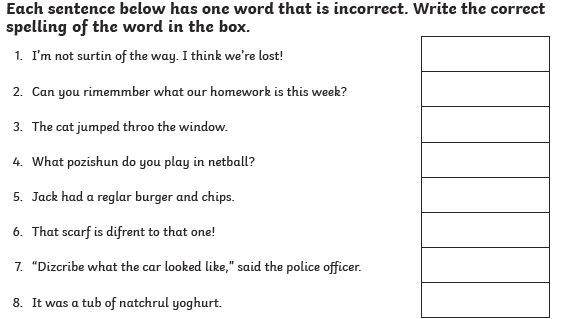 Each sentence below has one word that is incorrect. Write the correct
spelling of the word in the box.
1. I'm not surtin of the way. I think we're lost!
2. Can you rimemmber what our homework is this week?
3. The cat jumped throo the window.
4. What pozishun do you play in netball?
5. Jack had a reglar burger and chips.
6. That scarf is difrent to that one!
7. “Dizcribe what the car looked like,” said the police officer.
8. It was a tub of natchrul yoghurt.